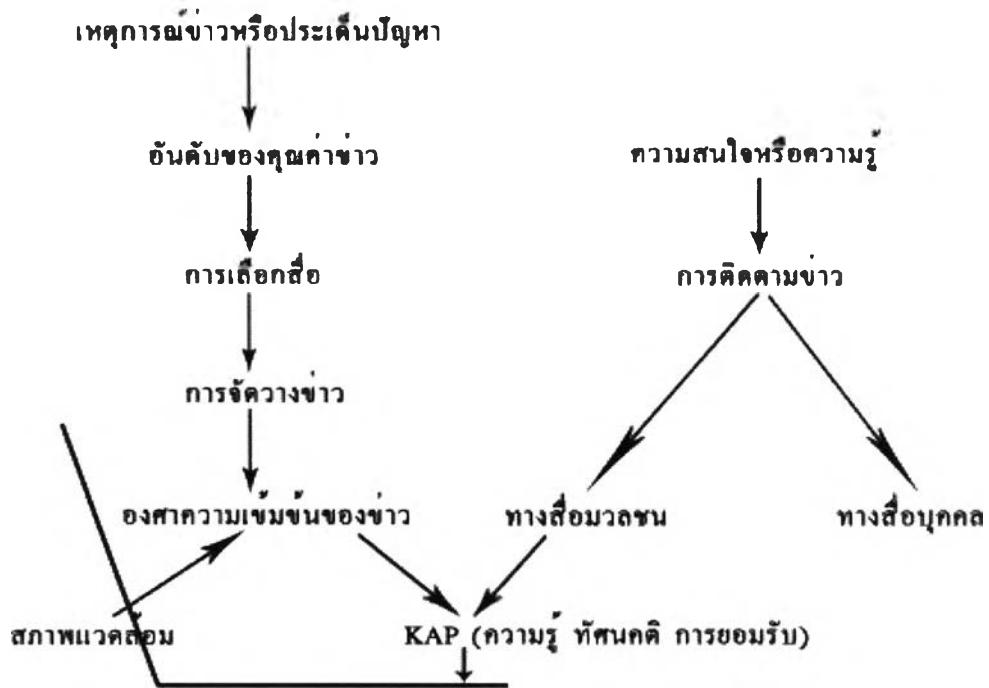 เหตุการณ์ข่าวหรือประเด็นปัญหา
อันดับของคุณค่าข่าว
ความสนใจหรือความรู้
การเลือกสื่อ
การติดตามข่าว
การจัดวางข่าว
องศาความเข้มข้นของข่าว
ทางสื่อมวลชน
ทางสื่อบุคคล
สภาพแวดล้อม
KAP (ความรู้ ทัศนคติ การยอมรับ)